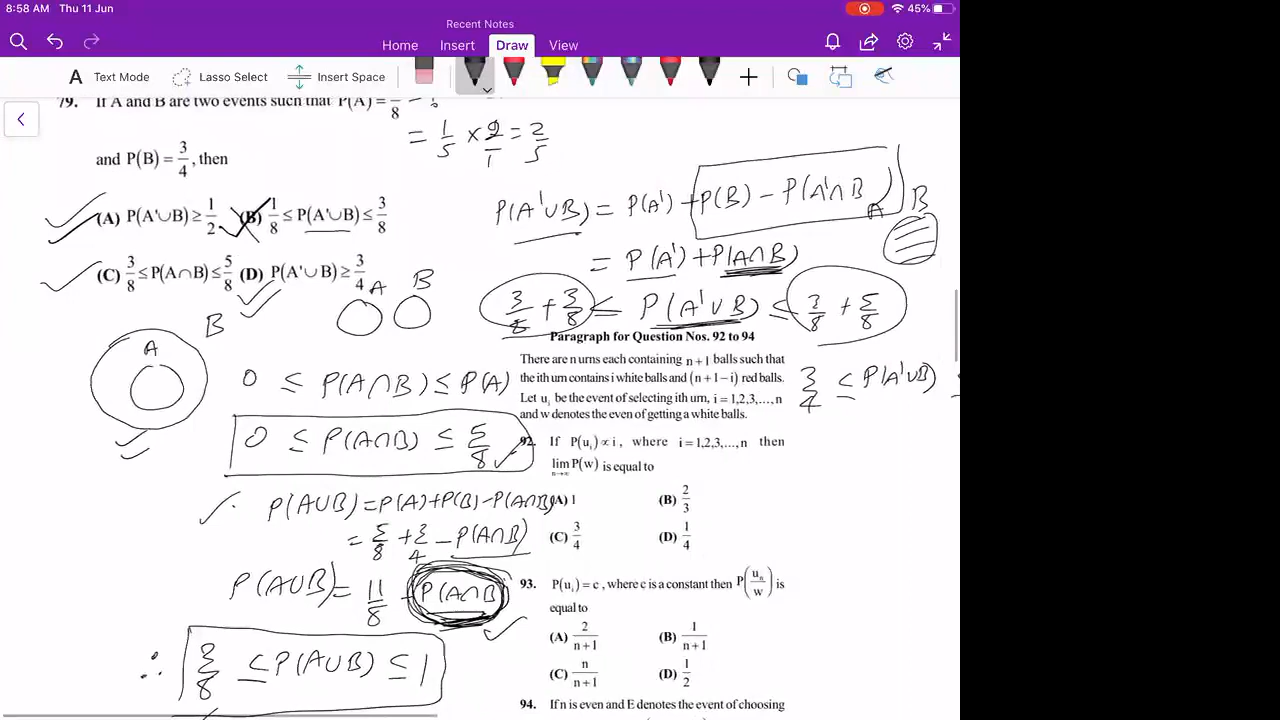 8:58 AM Thu 11 Jun 45%
Recent Notes
Home Insert Draw View
Text Mode Lasso Select Insert Space
79. If A and B are two events such that P(A) = /8
= 1/5 × 2/1 = 2/5
and P(B) = 3/4, then
(A) P(A'∪B) ≥ 1/2 (B) 1/8 ≤ P(A'∪B) ≤ 3/8
(C) 3/8 ≤ P(A∩B) ≤ 5/8 (D) P(A'∪B) ≥ 3/4
A B
B
A
0 ≤ P(A∩B) ≤ P(A)
0 ≤ P(A∩B) ≤ 5/8
P(A∪B) = P(A)+P(B)-P(A∩B)
= 5/8 + 3/4 - P(A∩B)
P(A∪B) = 11/8 - P(A∩B)
∴ 3/8 ≤ P(A∪B) ≤ 1
P(A'∪B) = P(A') + P(B) - P(A'∩B)
A B
= P(A') + P(A∩B)
3/8 + 3/8 ≤ P(A'∪B) ≤ 3/8 + 5/8
3/4 ≤ P(A'∪B) ≤
Paragraph for Question Nos. 92 to 94
There are n urns each containing n+1 balls such that
the ith urn contains i white balls and (n+1−i) red balls.
Let u_i be the event of selecting ith urn, i = 1,2,3,...,n
and w denotes the even of getting a white balls.
92. If P(u_i) ∝ i, where i = 1,2,3,...,n then
lim n→∞ P(w) is equal to
(A) 1 (B) 2/3
(C) 3/4 (D) 1/4
93. P(u_i) = c, where c is a constant then P(u_n/w) is
equal to
(A) 2/n+1 (B) 1/n+1
(C) n/n+1 (D) 1/2
94. If n is even and E denotes the event of choosing